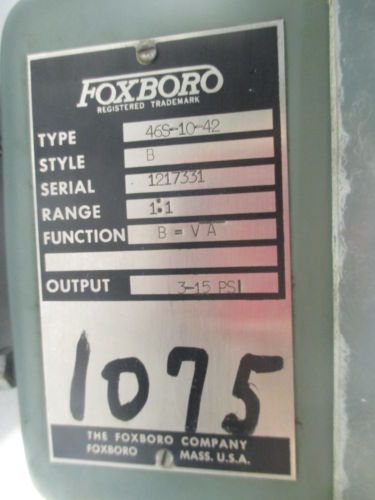 FOXBORO
REGISTERED TRADEMARK
TYPE 46S-10-42
STYLE B
SERIAL 1217331
RANGE 1:1
FUNCTION B = √A
OUTPUT 3-15 PSI
1075
THE FOXBORO COMPANY
FOXBORO MASS. U.S.A.